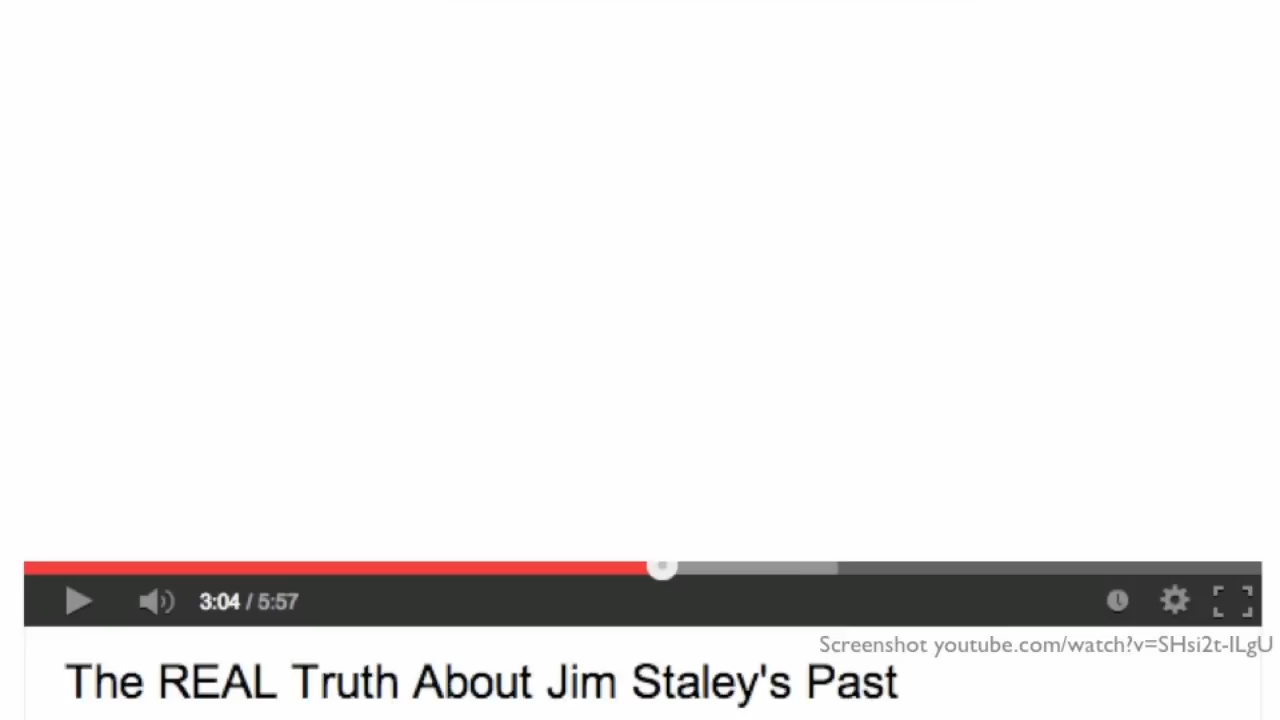 3:04 / 5:57
Screenshot youtube.com/watch?v=SHsi2t-ILgU
The REAL Truth About Jim Staley's Past